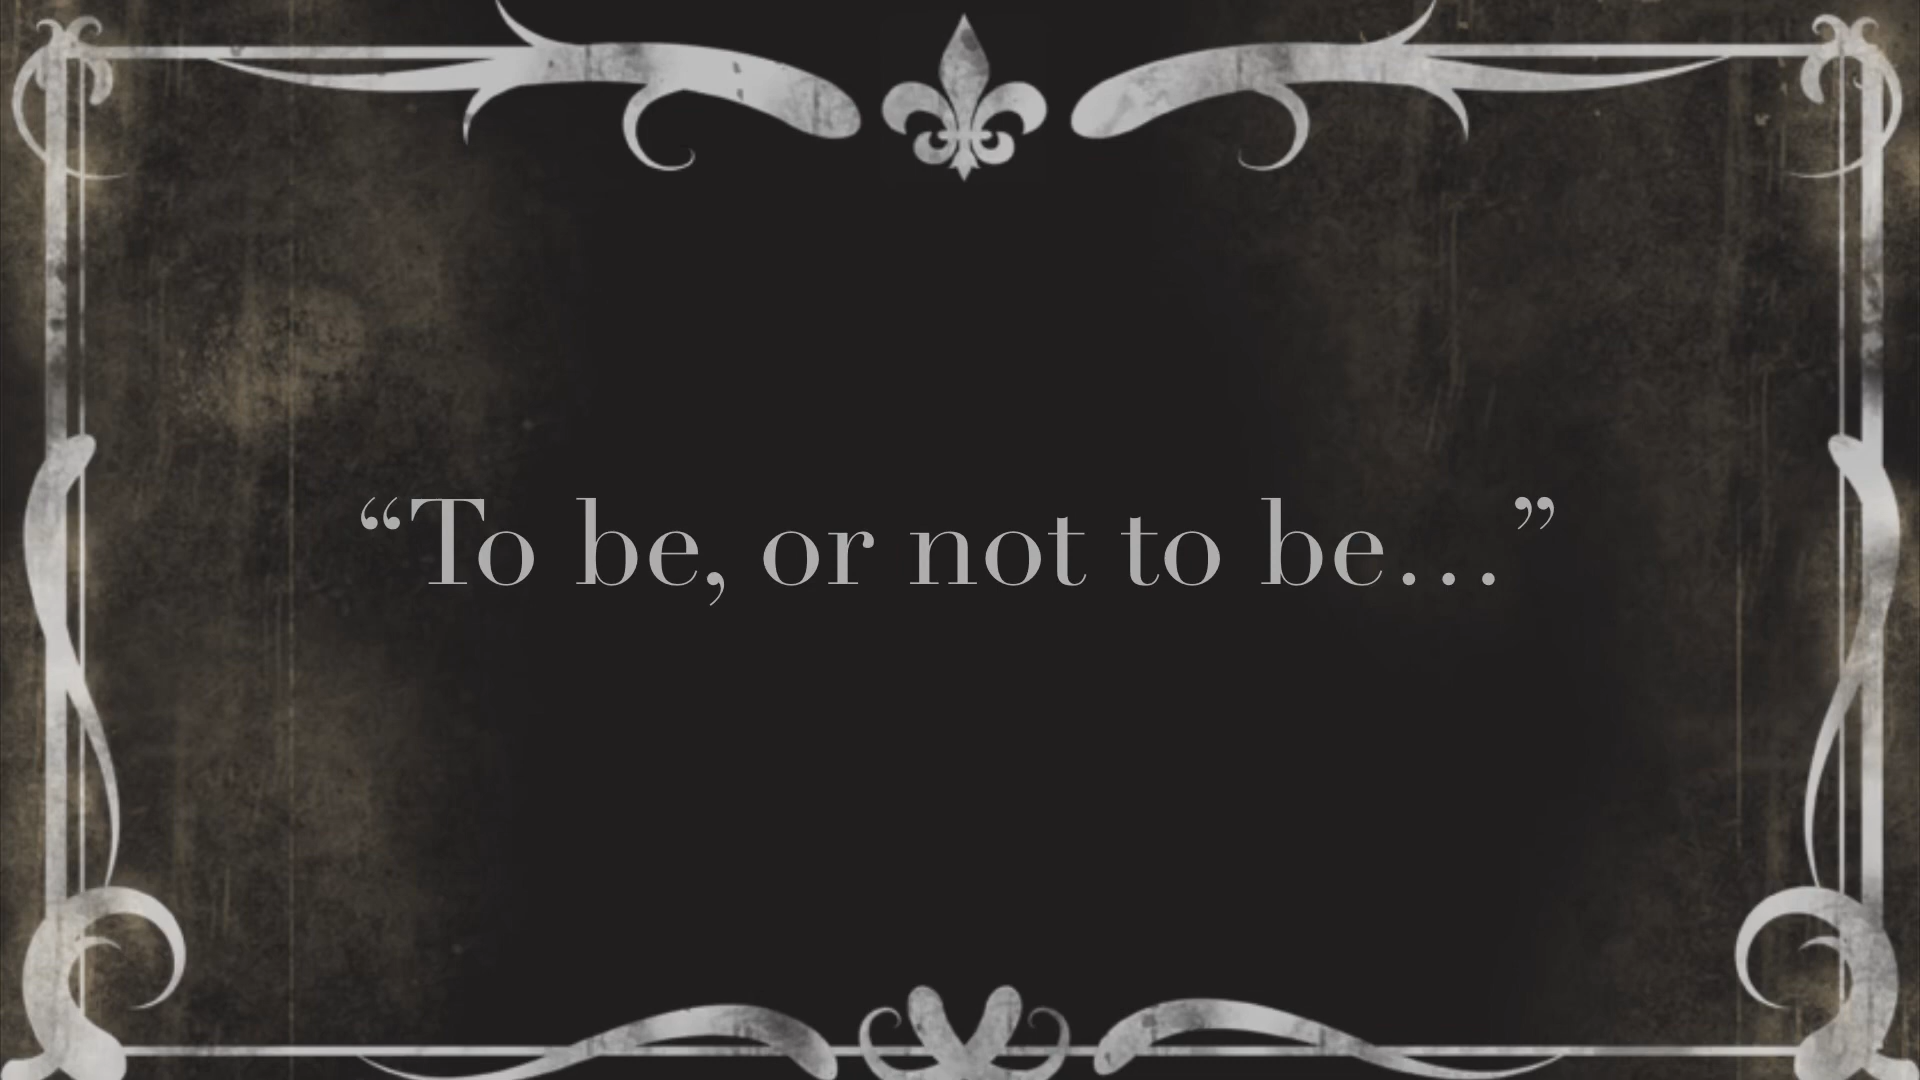 “To be, or not to be...”